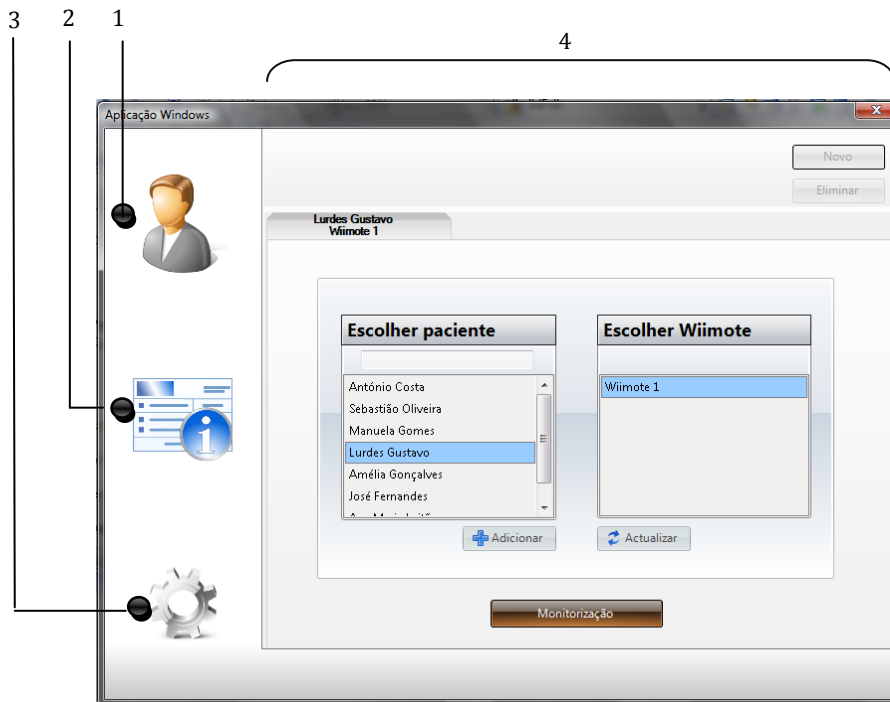 3 2 1
4
Aplicação Windows
Novo
Eliminar
Lurdes Gustavo
Wiimote 1
Escolher paciente
António Costa
Sebastião Oliveira
Manuela Gomes
Lurdes Gustavo
Amélia Gonçalves
José Fernandes
Adicionar
Escolher Wiimote
Wiimote 1
Actualizar
Monitorização